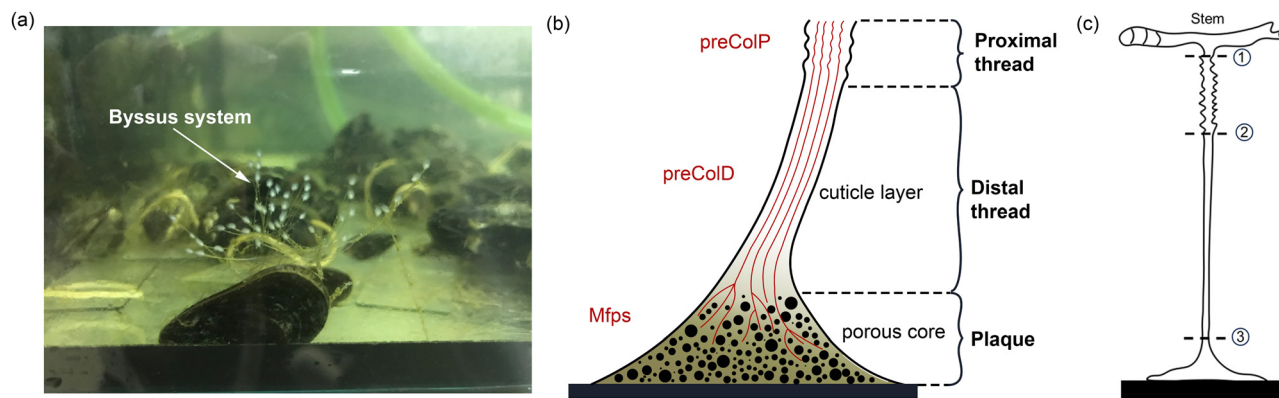 (a)
Byssus system
(b)
preColP
preColD
Mfps
cuticle layer
porous core
Proximal
thread
Distal
thread
Plaque
(c)
Stem
①
②
③